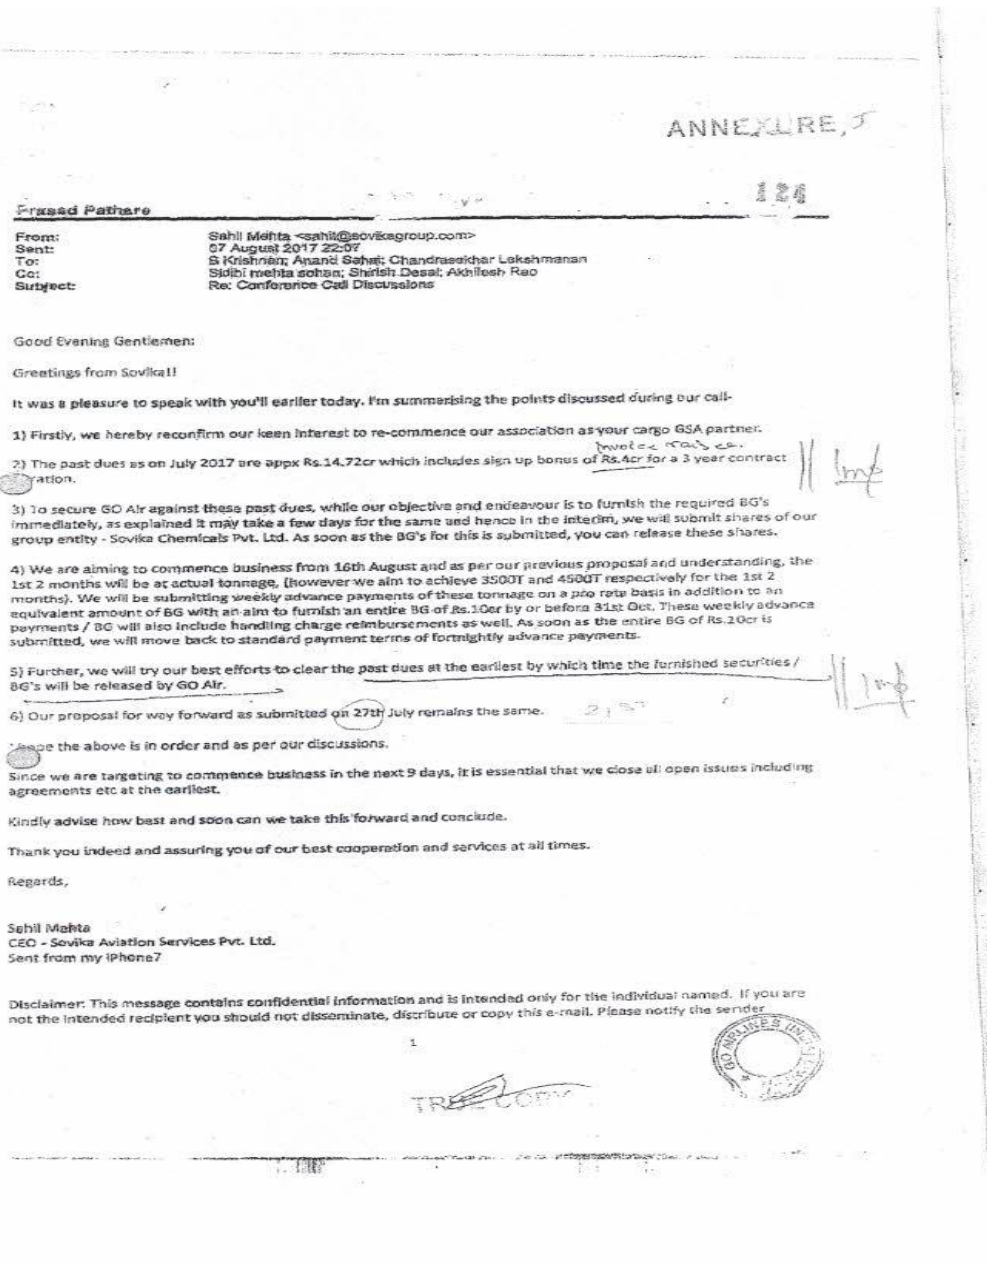 ANNEXURE, J
124
Prasad Pathare
From: Sahil Mehta <sahil@sovikagroup.com>
Sent: 07 August 2017 22:07
To: S Krishnan; Anand Sahai; Chandrasekhar Lakshmanan
Cc: Sidibi mehta sohan; Shirish Desai; Akhilesh Rao
Subject: Re: Conference Call Discussions
Good Evening Gentlemen:
Greetings from Sovika!!
It was a pleasure to speak with you'll earlier today. I'm summarising the points discussed during our call-
1) Firstly, we hereby reconfirm our keen interest to re-commence our association as your cargo GSA partner.
Invoice
2) The past dues as on July 2017 are appx Rs.14.72cr which includes sign up bonus of Rs.4cr for a 3 year contract
ration.
Imp
3) To secure GO Air against these past dues, while our objective and endeavour is to furnish the required BG's
immediately, as explained it may take a few days for the same and hence in the interim, we will submit shares of our
group entity - Sovika Chemicals Pvt. Ltd. As soon as the BG's for this is submitted, you can release these shares.
4) We are aiming to commence business from 16th August and as per our previous proposal and understanding, the
1st 2 months will be at actual tonnage, (however we aim to achieve 3500T and 4500T respectively for the 1st 2
months). We will be submitting weekly advance payments of these tonnage on a pro rata basis in addition to an
equivalent amount of BG with an aim to furnish an entire BG of Rs.10cr by or before 31st Oct. These weekly advance
payments / BG will also include handling charge reimbursements as well. As soon as the entire BG of Rs.20cr is
submitted, we will move back to standard payment terms of fortnightly advance payments.
5) Further, we will try our best efforts to clear the past dues at the earliest by which time the furnished securities /
BG's will be released by GO Air.
Imp
6) Our proposal for way forward as submitted on 27th July remains the same.
hope the above is in order and as per our discussions.
Since we are targeting to commence business in the next 9 days, it is essential that we close all open issues including
agreements etc at the earliest.
Kindly advise how best and soon can we take this forward and conclude.
Thank you indeed and assuring you of our best cooperation and services at all times.
Regards,
Sahil Mehta
CEO - Sovika Aviation Services Pvt. Ltd.
Sent from my iPhone7
Disclaimer: This message contains confidential information and is intended only for the individual named. If you are
not the intended recipient you should not disseminate, distribute or copy this e-mail. Please notify the sender
1
GO AIRLINES
TRUE COPY